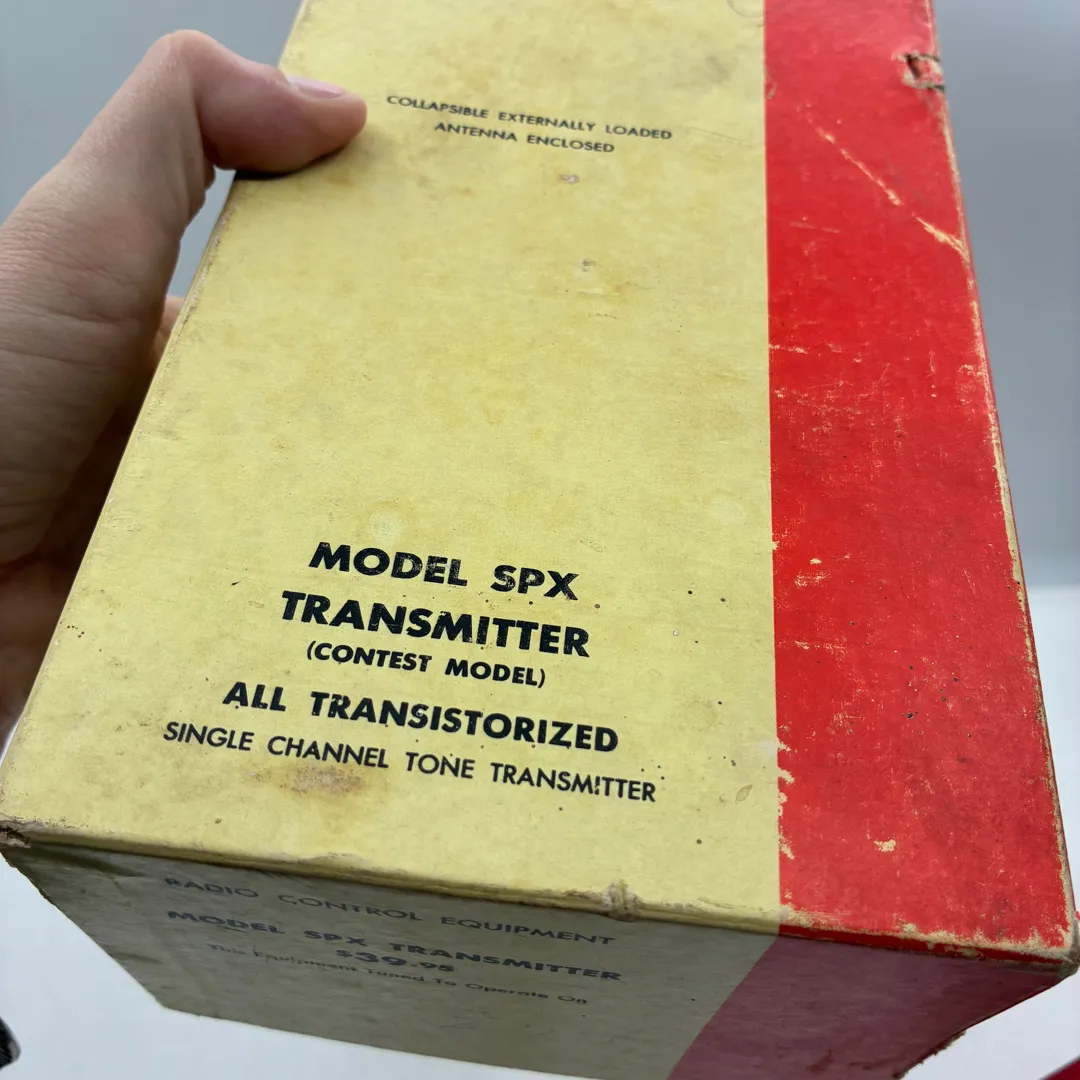 COLLAPSIBLE EXTERNALLY LOADED
ANTENNA ENCLOSED
MODEL SPX
TRANSMITTER
(CONTEST MODEL)
ALL TRANSISTORIZED
SINGLE CHANNEL TONE TRANSMITTER
RADIO CONTROL EQUIPMENT
MODEL SPX TRANSMITTER
$39.95
This Equipment Tuned To Operate On